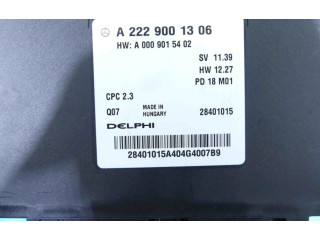 A 222 900 13 06
HW: A 000 901 54 02
SV 11.39
HW 12.27
PD 18 M01
CPC 2.3
Q07
MADE IN
HUNGARY
28401015
DELPHI
28401015A404G4007B9